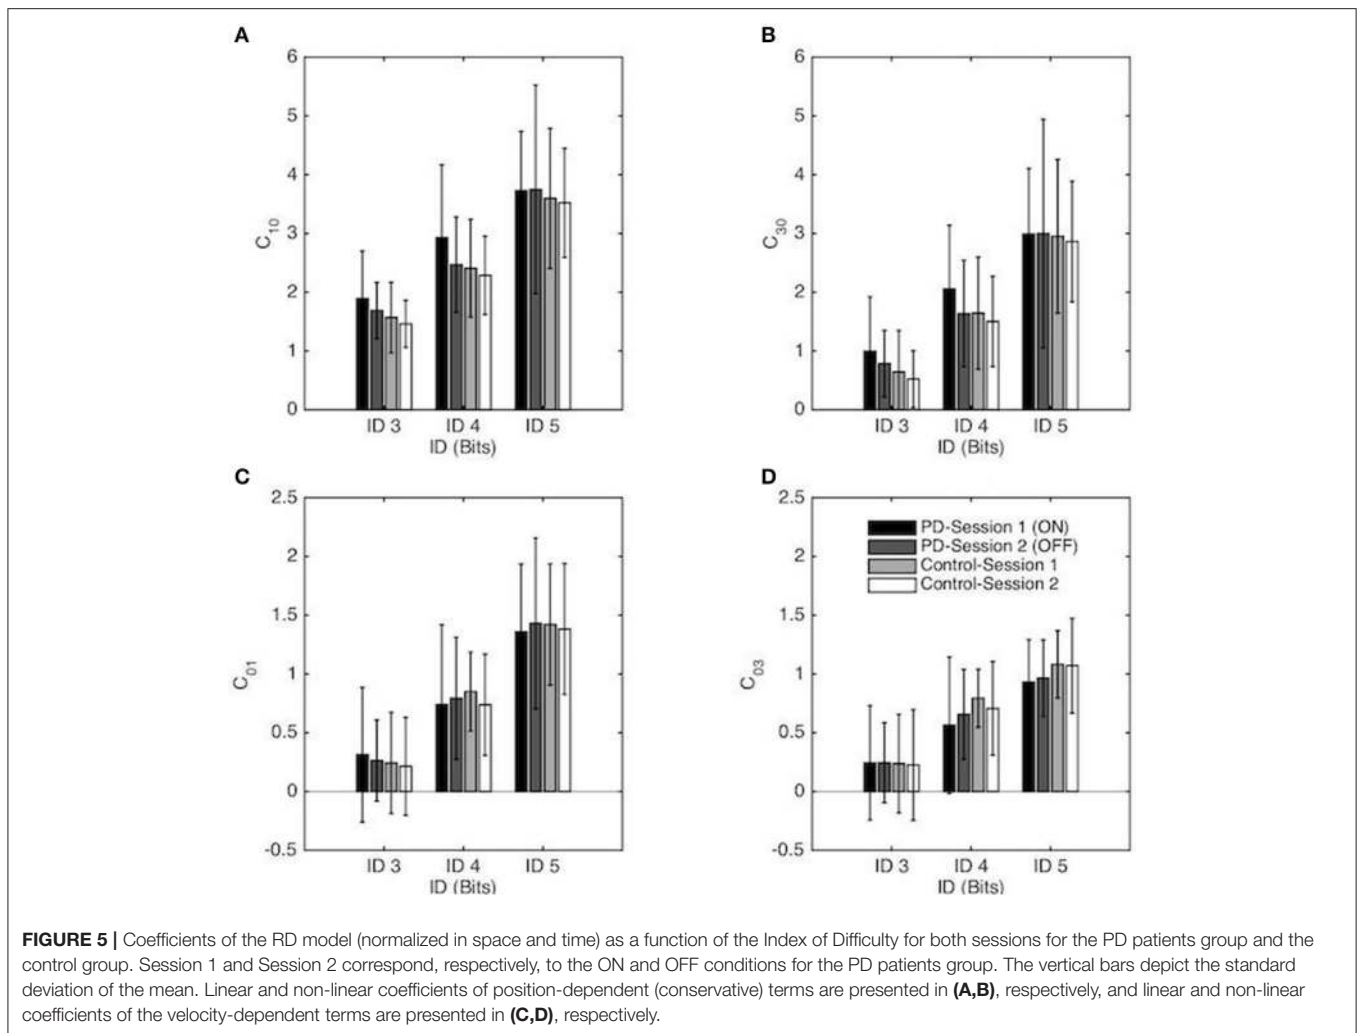 A
6
5
4
3
2
1
0
C10
ID 3 ID 4 ID 5
ID (Bits)
B
6
5
4
3
2
1
0
C30
ID 3 ID 4 ID 5
ID (Bits)
C
2.5
2
1.5
1
0.5
0
-0.5
C01
ID 3 ID 4 ID 5
ID (Bits)
D
2.5
2
1.5
1
0.5
0
-0.5
C03
PD-Session 1 (ON)
PD-Session 2 (OFF)
Control-Session 1
Control-Session 2
ID 3 ID 4 ID 5
ID (Bits)
FIGURE 5 | Coefficients of the RD model (normalized in space and time) as a function of the Index of Difficulty for both sessions for the PD patients group and the
control group. Session 1 and Session 2 correspond, respectively, to the ON and OFF conditions for the PD patients group. The vertical bars depict the standard
deviation of the mean. Linear and non-linear coefficients of position-dependent (conservative) terms are presented in (A,B), respectively, and linear and non-linear
coefficients of the velocity-dependent terms are presented in (C,D), respectively.